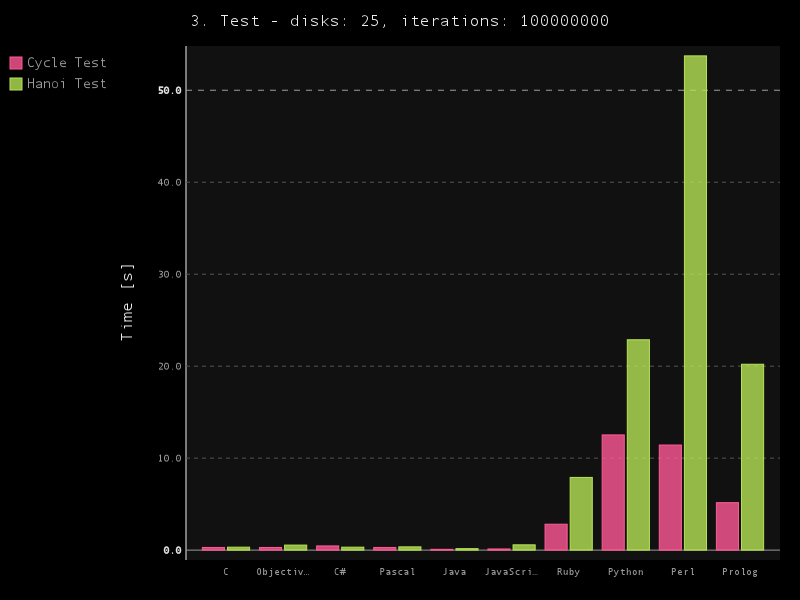 3. Test - disks: 25, iterations: 100000000
Cycle Test
Hanoi Test
Time [s]
50.0
40.0
30.0
20.0
10.0
0.0
C Objectiv… C# Pascal Java JavaScri… Ruby Python Perl Prolog